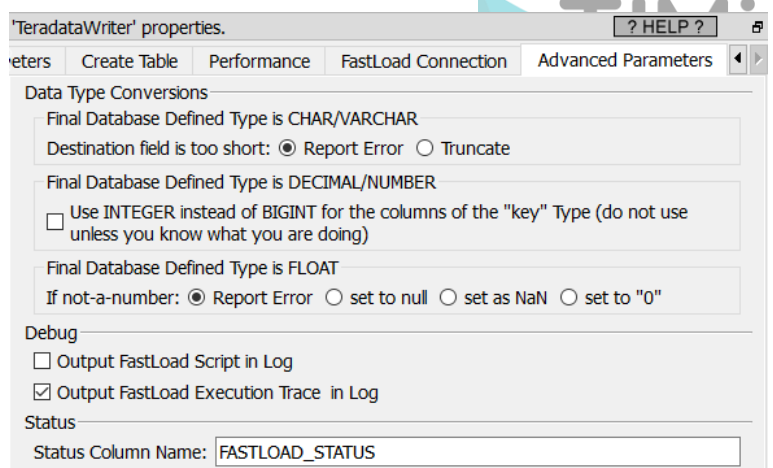 'TeradataWriter' properties.
? HELP ?
eters
Create Table
Performance
FastLoad Connection
Advanced Parameters
Data Type Conversions
Final Database Defined Type is CHAR/VARCHAR
Destination field is too short: Report Error Truncate
Final Database Defined Type is DECIMAL/NUMBER
Use INTEGER instead of BIGINT for the columns of the "key" Type (do not use
unless you know what you are doing)
Final Database Defined Type is FLOAT
If not-a-number: Report Error set to null set as NaN set to "0"
Debug
Output FastLoad Script in Log
Output FastLoad Execution Trace in Log
Status
Status Column Name: FASTLOAD_STATUS